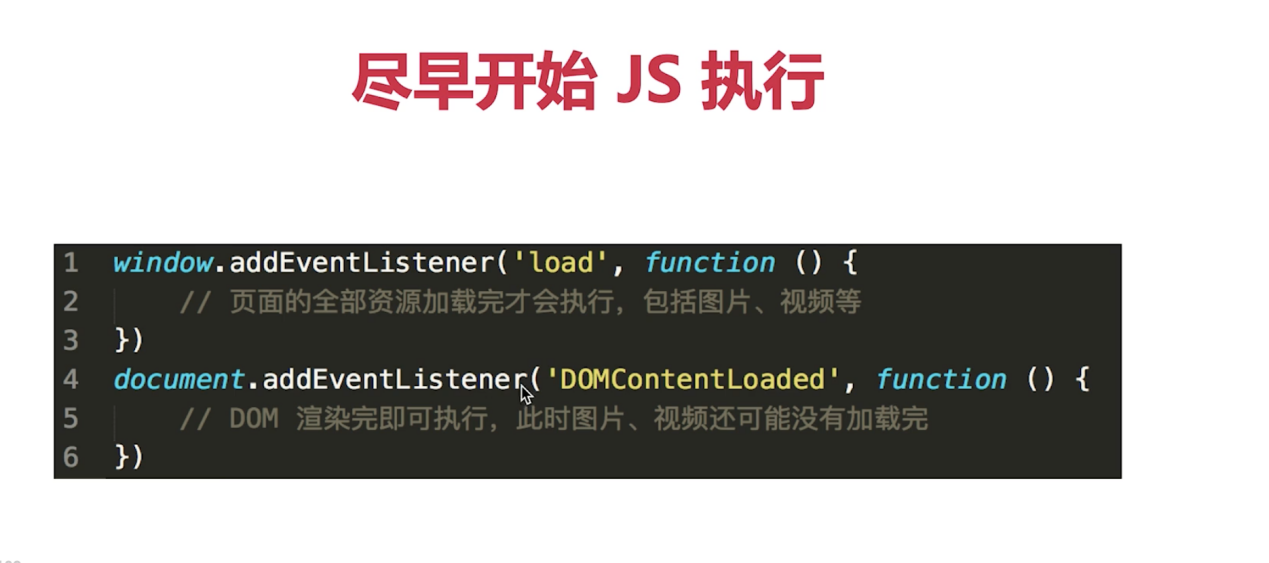 尽早开始 JS 执行
1 window.addEventListener('load', function () {
2 // 页面的全部资源加载完才会执行，包括图片、视频等
3 })
4 document.addEventListener('DOMContentLoaded', function () {
5 // DOM 渲染完即可执行，此时图片、视频还可能没有加载完
6 })